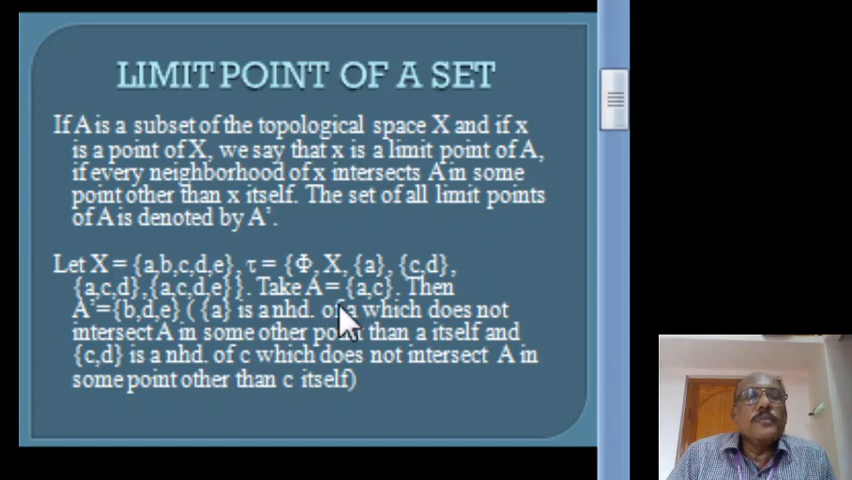 LIMIT POINT OF A SET
If A is a subset of the topological space X and if x
is a point of X, we say that x is a limit point of A,
if every neighborhood of x intersects A in some
point other than x itself. The set of all limit points
of A is denoted by A’.
Let X = {a,b,c,d,e}, τ = {Φ, X, {a}, {c,d},
{a,c,d},{a,c,d,e}}. Take A= {a,c}. Then
A’={b,d,e} ( {a} is a nhd. of a which does not
intersect A in some other point than a itself and
{c,d} is a nhd. of c which does not intersect A in
some point other than c itself)